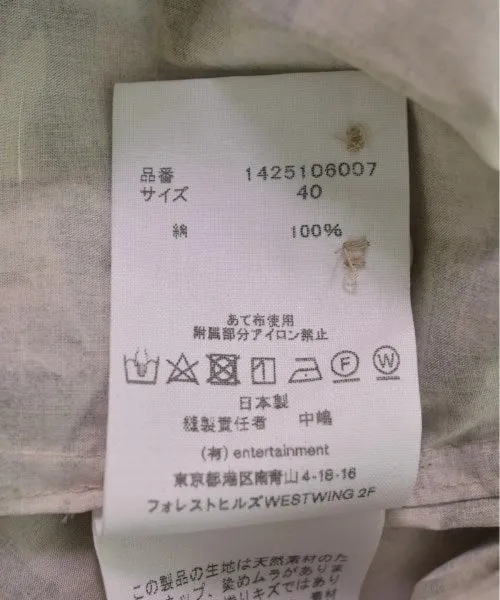 品番 1425106007
サイズ 40
綿 100%
あて布使用
附属部分アイロン禁止
F W
日本製
縫製責任者 中嶋
(有) entertainment
東京都港区南青山4-18-16
フォレストヒルズWESTWING 2F
この製品の生地は天然素材のた
染めムラがありま
キズではあ
素材